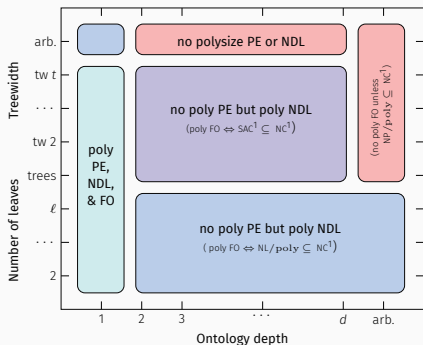 Treewidth
Number of leaves
arb.
tw t
...
tw 2
trees
ℓ
...
2
no polysize PE or NDL
(no poly FO unless
NP/poly ⊆ NC¹)
poly
PE,
NDL,
& FO
no poly PE but poly NDL
(poly FO ⇔ SAC¹ ⊆ NC¹)
no poly PE but poly NDL
( poly FO ⇔ NL/poly ⊆ NC¹)
1 2 3 ... d arb.
Ontology depth